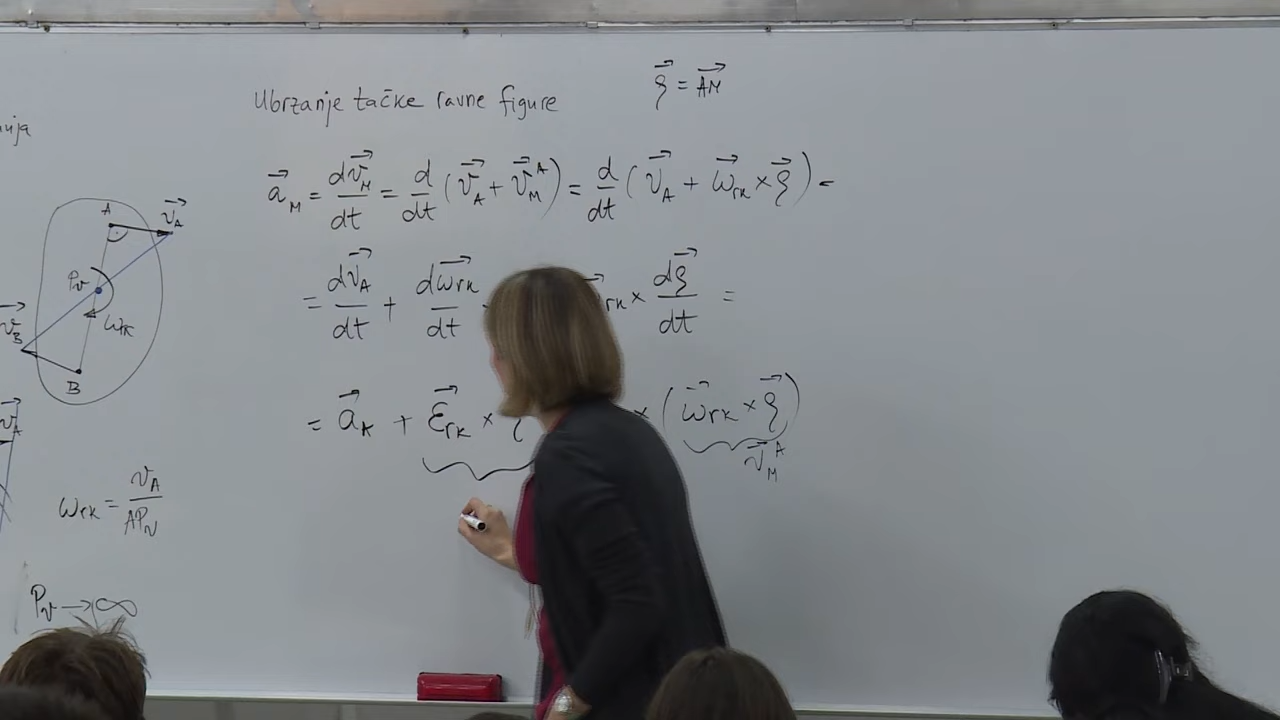 Ubrzanje tačke ravne figure
ρ⃗ = AM⃗
a⃗_M = dv⃗_M/dt = d/dt (v⃗_A + v⃗_M^A) = d/dt (v⃗_A + ω⃗_rk × ρ⃗) =
= dv⃗_A/dt + dω⃗_rk/dt rk × dρ⃗/dt =
= a⃗_A + ε⃗_rk × × (ω⃗_rk × ρ⃗)
v⃗_M^A
A
v⃗_A
P_v
ω_rk
v⃗_B
B
ω_rk = v_A/AP_v
P_v → ∞